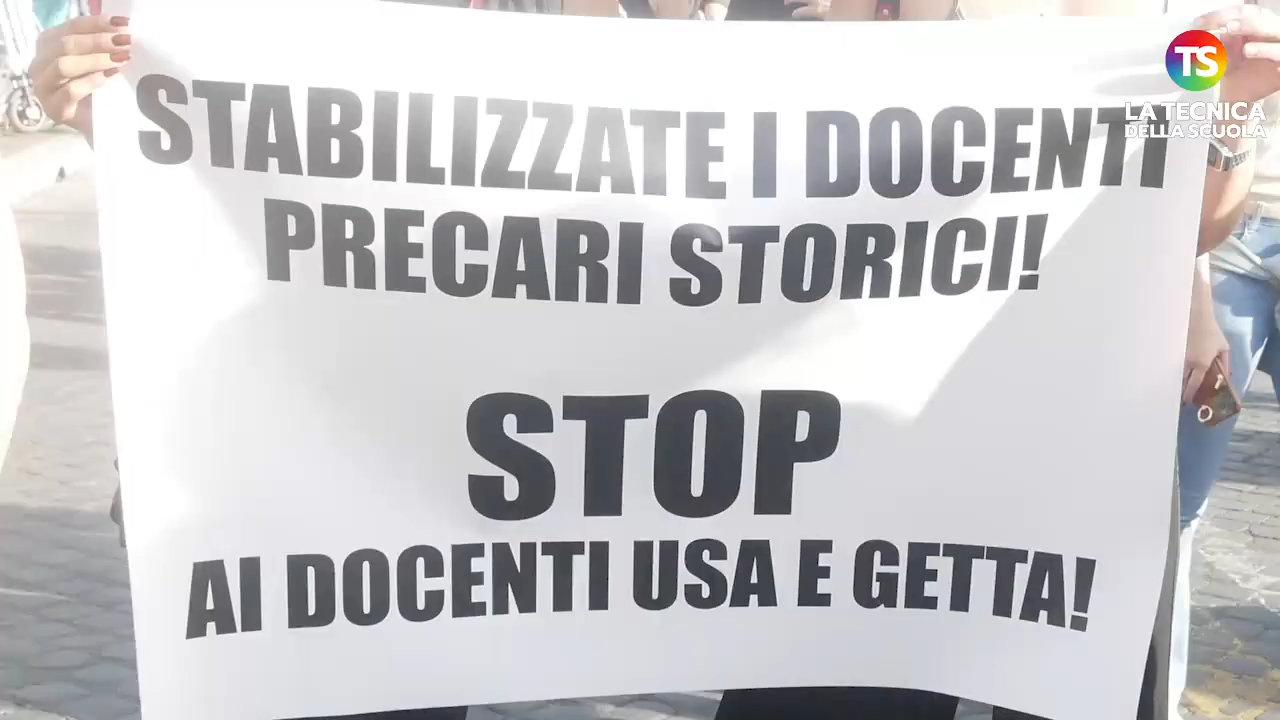 TS
LA TECNICA
DELLA SCUOLA
STABILIZZATE I DOCENTI
PRECARI STORICI!
STOP
AI DOCENTI USA E GETTA!